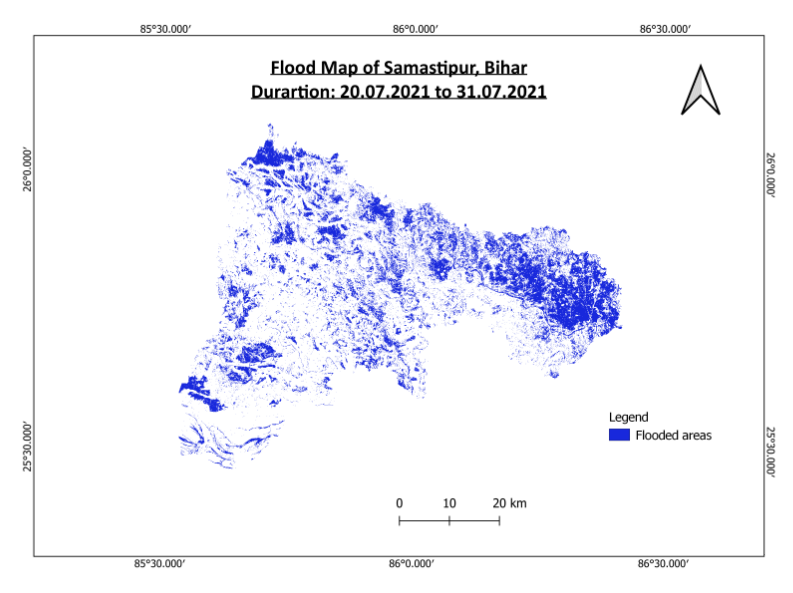 85°30.000′ 86°0.000′ 86°30.000′
Flood Map of Samastipur, Bihar
Durartion: 20.07.2021 to 31.07.2021
26°0.000′ 26°0.000′
25°30.000′ 25°30.000′
Legend
Flooded areas
0 10 20 km
85°30.000′ 86°0.000′ 86°30.000′